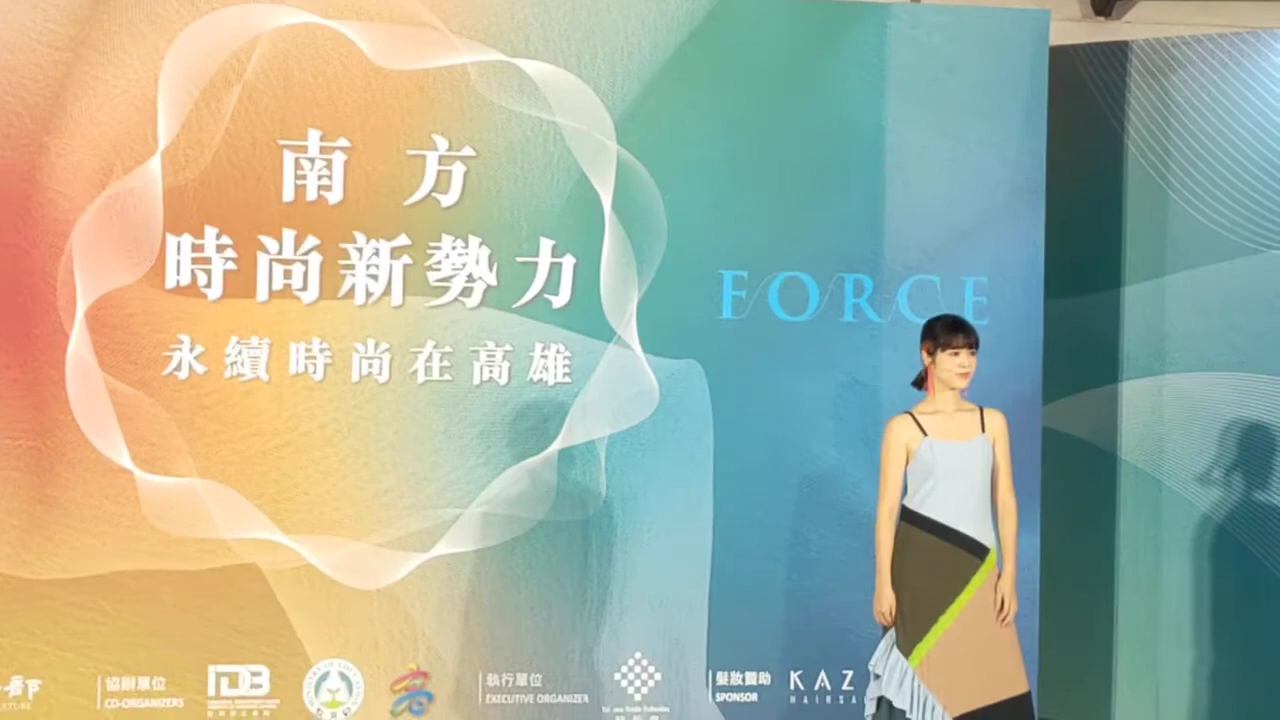 南方
時尚新勢力
永續時尚在高雄
FORCE
協辦單位
CO-ORGANIZERS
IDB
執行單位
EXECUTIVE ORGANIZER
髮妝贊助
SPONSOR
KAZ